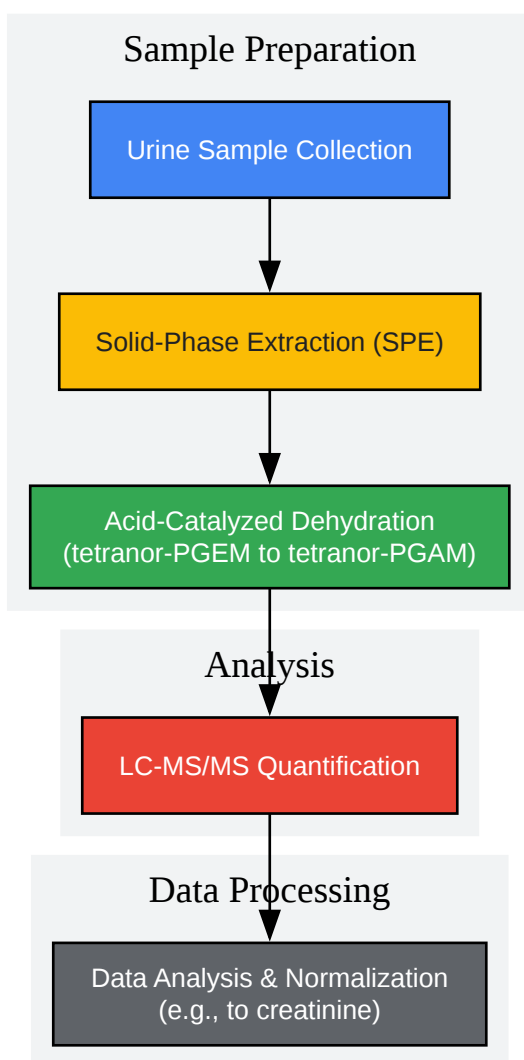 Sample Preparation
Urine Sample Collection
Solid-Phase Extraction (SPE)
Acid-Catalyzed Dehydration
(tetranor-PGEM to tetranor-PGAM)
Analysis
LC-MS/MS Quantification
Data Processing
Data Analysis & Normalization
(e.g., to creatinine)